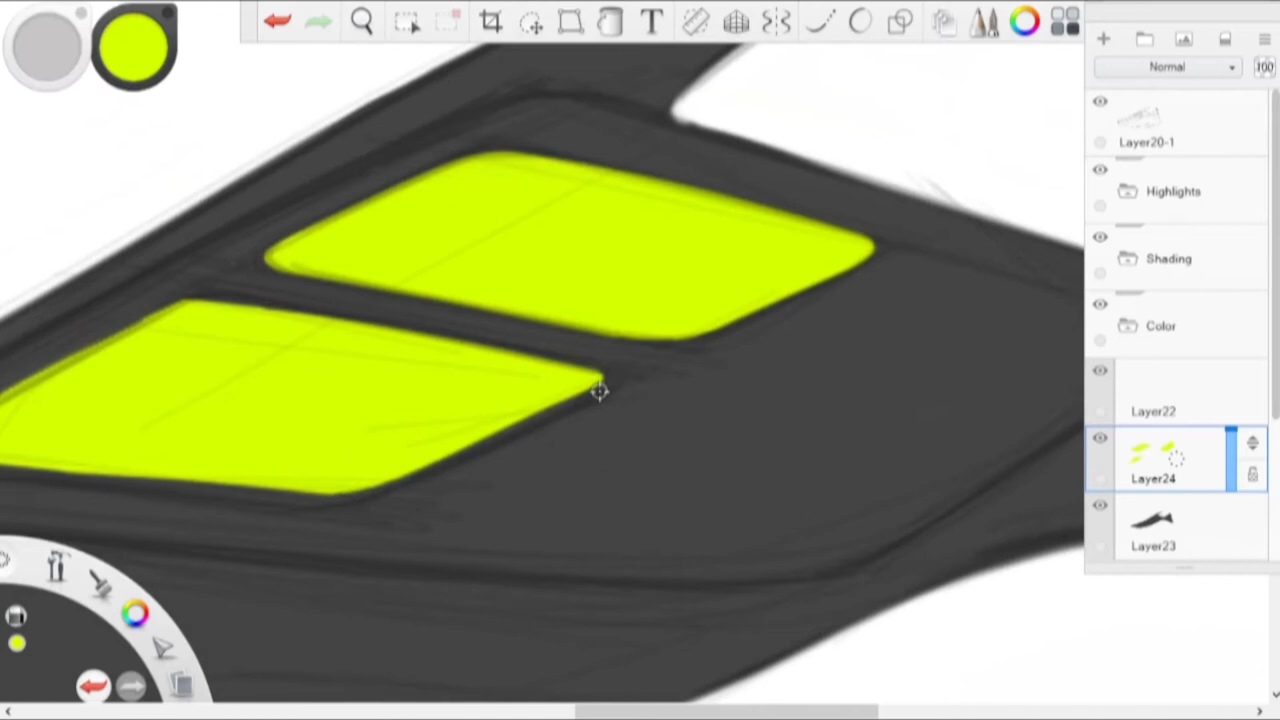 T
Normal
100
Layer20-1
Highlights
Shading
Color
Layer22
Layer24
Layer23